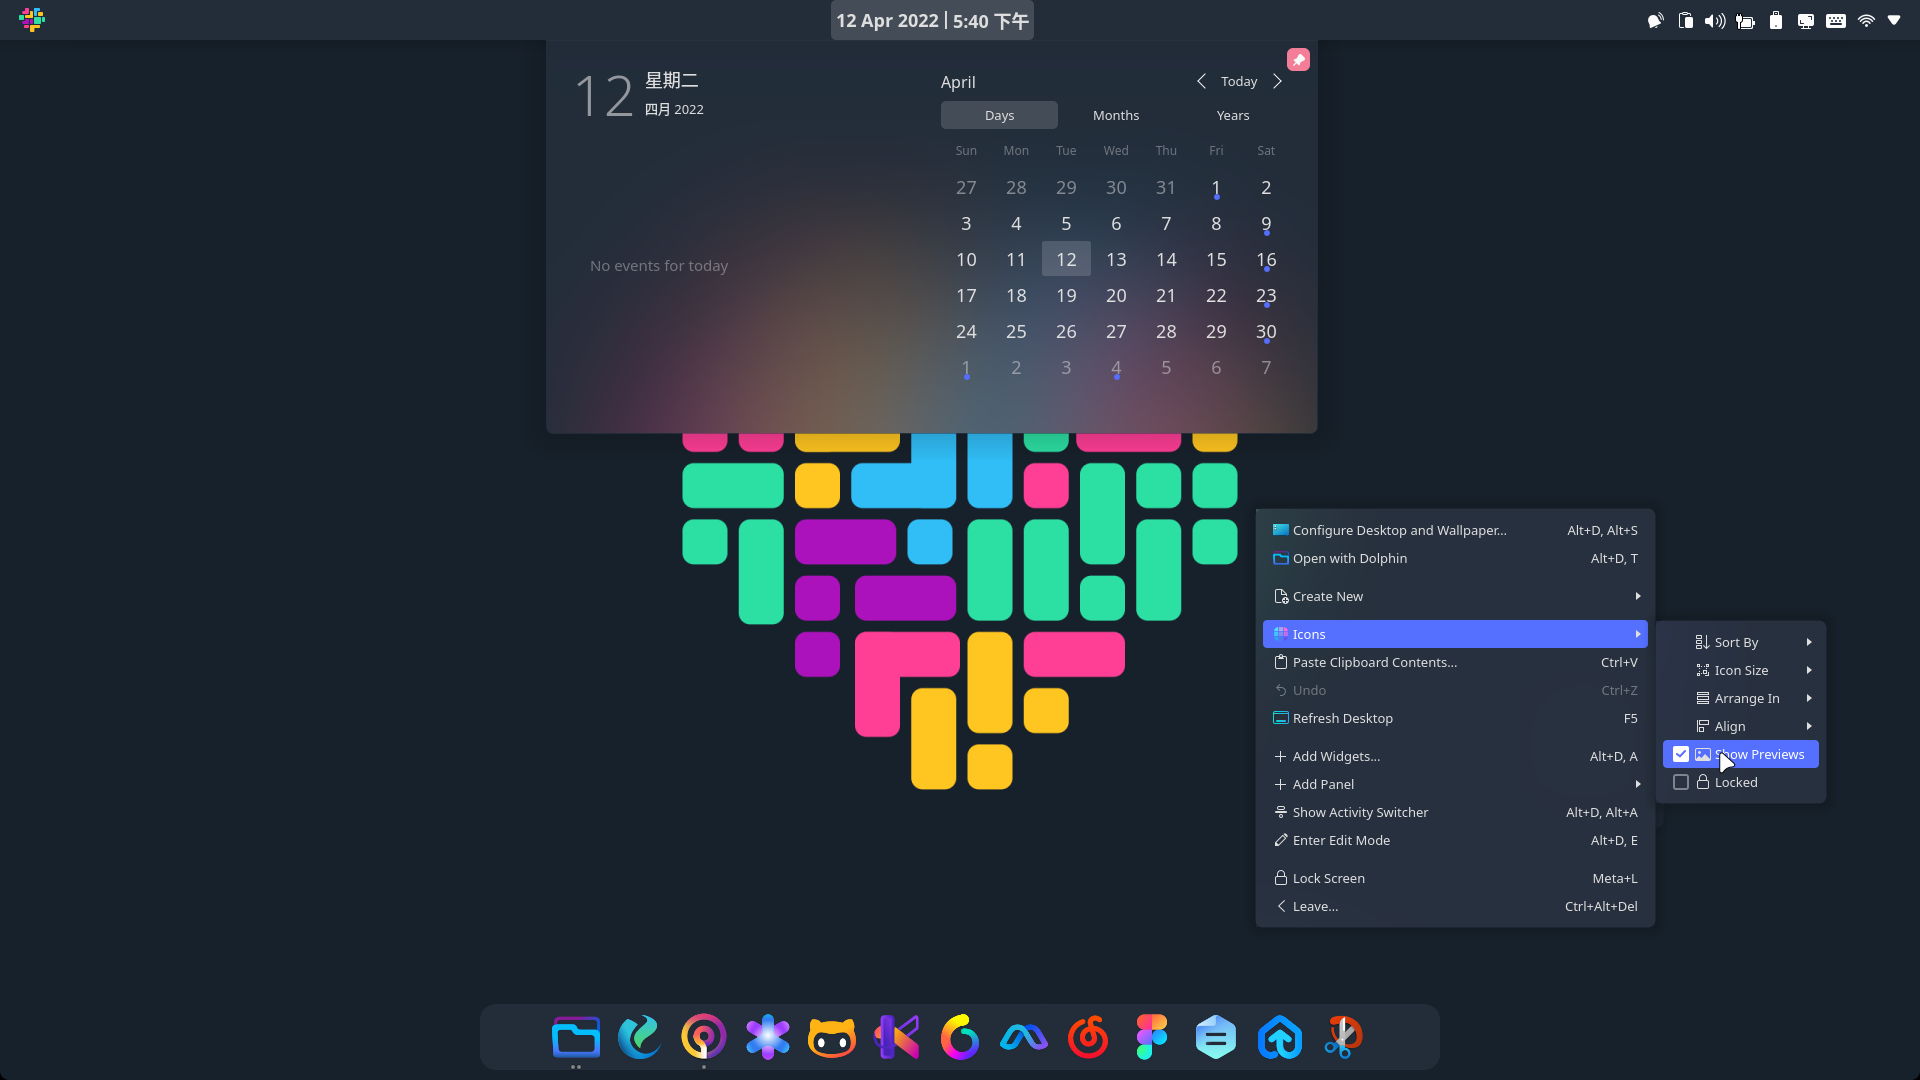 12 Apr 2022 | 5:40 下午
12
星期二
四月 2022
No events for today
April
Today
Days Months Years
Sun Mon Tue Wed Thu Fri Sat
27 28 29 30 31 1 2
3 4 5 6 7 8 9
10 11 12 13 14 15 16
17 18 19 20 21 22 23
24 25 26 27 28 29 30
1 2 3 4 5 6 7
Configure Desktop and Wallpaper... Alt+D, Alt+S
Open with Dolphin Alt+D, T
Create New
Icons
Paste Clipboard Contents... Ctrl+V
Undo Ctrl+Z
Refresh Desktop F5
Add Widgets... Alt+D, A
Add Panel
Show Activity Switcher Alt+D, Alt+A
Enter Edit Mode Alt+D, E
Lock Screen Meta+L
Leave... Ctrl+Alt+Del
Sort By
Icon Size
Arrange In
Align
Show Previews
Locked